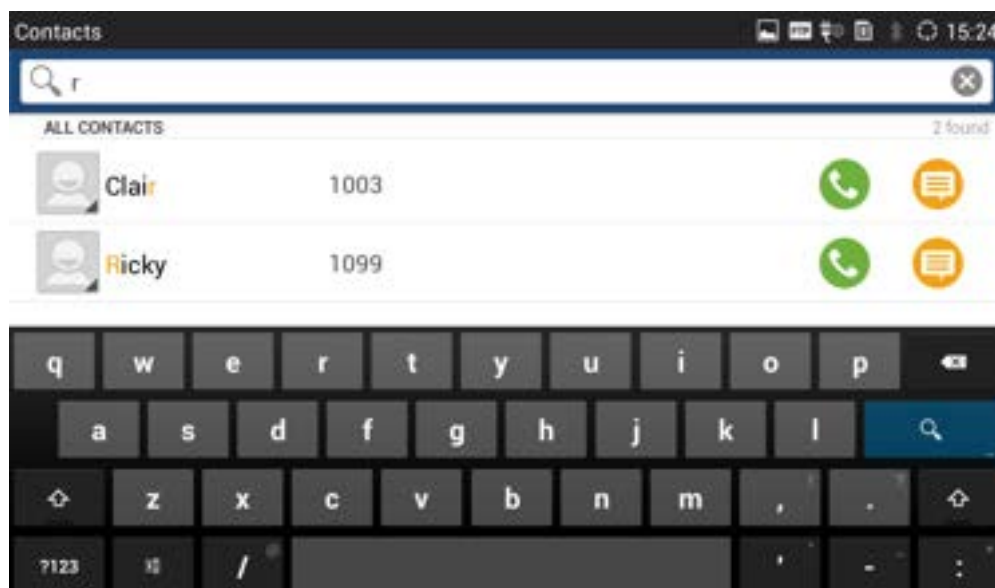 Contacts 15:24
r
ALL CONTACTS 2 found
Clair 1003
Ricky 1099
q w e r t y u i o p
a s d f g h j k l
z x c v b n m , .
?123 / ' - :